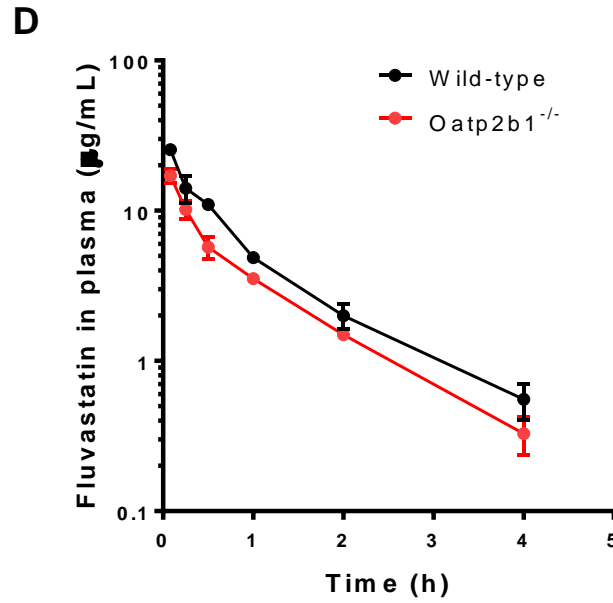 D
100
Wild-type
Oatp2b1-/-
Fluvastatin in plasma (μg/mL)
10
1
0.1
0 1 2 3 4 5
Time (h)